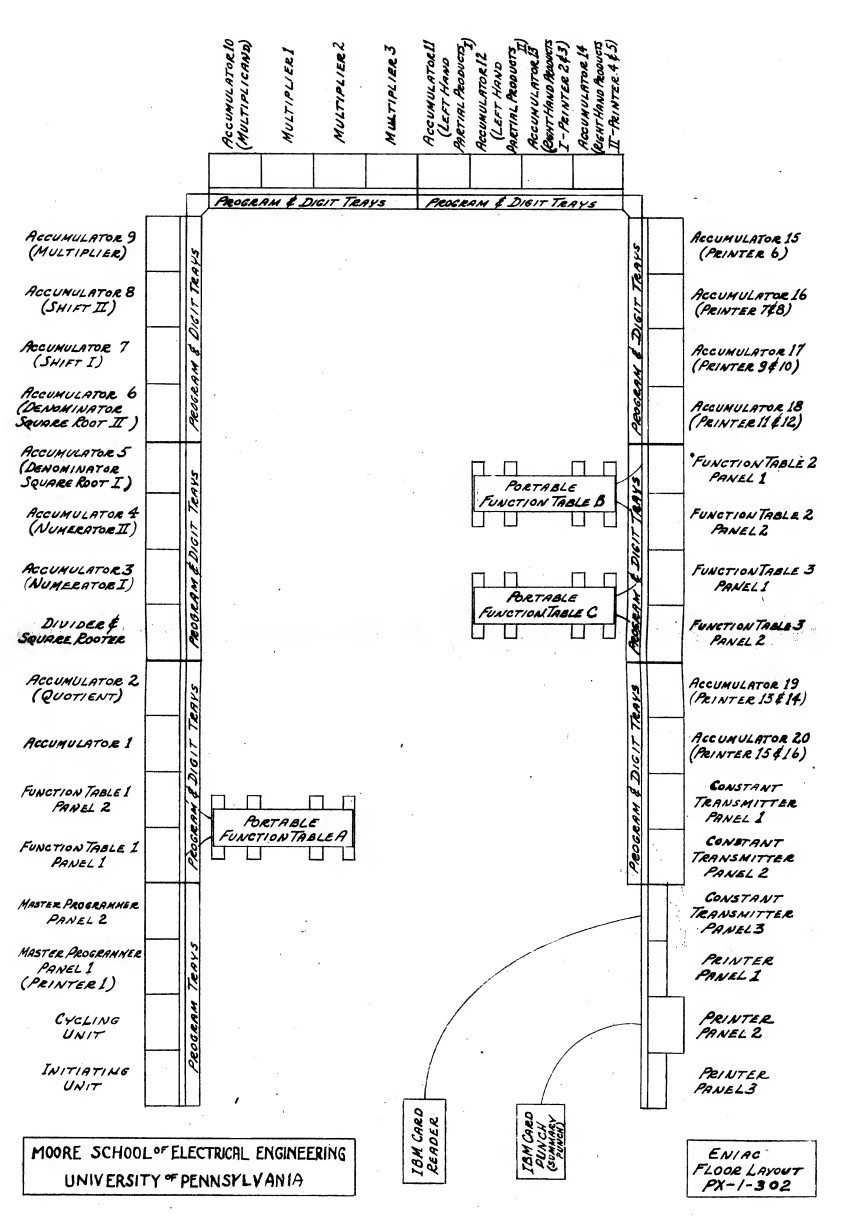 ACCUMULATOR 10
(MULTIPLICAND)
MULTIPLIER 1
MULTIPLIER 2
MULTIPLIER 3
ACCUMULATOR 11
(LEFT HAND
PARTIAL PRODUCTS I)
ACCUMULATOR 12
(LEFT HAND
PARTIAL PRODUCTS II)
ACCUMULATOR 13
(RIGHT HAND PRODUCTS
I-PRINTER 2&3)
ACCUMULATOR 14
(RIGHT HAND PRODUCTS
II-PRINTER 4&5)
PROGRAM & DIGIT TRAYS
PROGRAM & DIGIT TRAYS
ACCUMULATOR 9
(MULTIPLIER)
ACCUMULATOR 8
(SHIFT II)
ACCUMULATOR 7
(SHIFT I)
ACCUMULATOR 6
(DENOMINATOR
SQUARE ROOT II)
ACCUMULATOR 5
(DENOMINATOR
SQUARE ROOT I)
ACCUMULATOR 4
(NUMERATOR II)
ACCUMULATOR 3
(NUMERATOR I)
DIVIDER &
SQUARE ROOTER
ACCUMULATOR 2
(QUOTIENT)
ACCUMULATOR 1
FUNCTION TABLE 1
PANEL 2
FUNCTION TABLE 1
PANEL 1
MASTER PROGRAMMER
PANEL 2
MASTER PROGRAMMER
PANEL 1
(PRINTER 1)
CYCLING
UNIT
INITIATING
UNIT
PROGRAM & DIGIT TRAYS
PROGRAM & DIGIT TRAYS
PROGRAM & DIGIT TRAYS
PROGRAM TRAYS
PORTABLE
FUNCTION TABLE A
PORTABLE
FUNCTION TABLE B
PORTABLE
FUNCTION TABLE C
PROGRAM & DIGIT TRAYS
PROGRAM & DIGIT TRAYS
PROGRAM & DIGIT TRAYS
ACCUMULATOR 15
(PRINTER 6)
ACCUMULATOR 16
(PRINTER 7&8)
ACCUMULATOR 17
(PRINTER 9&10)
ACCUMULATOR 18
(PRINTER 11&12)
FUNCTION TABLE 2
PANEL 1
FUNCTION TABLE 2
PANEL 2
FUNCTION TABLE 3
PANEL 1
FUNCTION TABLE 3
PANEL 2
ACCUMULATOR 19
(PRINTER 13&14)
ACCUMULATOR 20
(PRINTER 15&16)
CONSTANT
TRANSMITTER
PANEL 1
CONSTANT
TRANSMITTER
PANEL 2
CONSTANT
TRANSMITTER
PANEL 3
PRINTER
PANEL 1
PRINTER
PANEL 2
PRINTER
PANEL 3
IBM CARD
READER
IBM CARD
PUNCH
(SUMMARY
PUNCH)
MOORE SCHOOL OF ELECTRICAL ENGINEERING
UNIVERSITY OF PENNSYLVANIA
ENIAC
FLOOR LAYOUT
PX-1-302